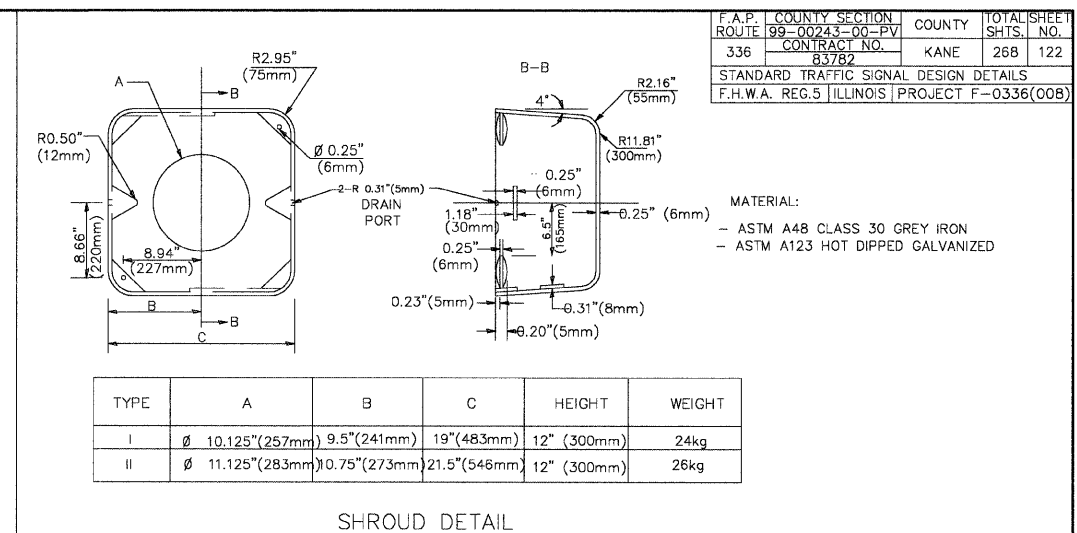 F.A.P. ROUTE COUNTY SECTION COUNTY TOTAL SHTS. SHEET NO.
99-00243-00-PV
336 CONTRACT NO. KANE 268 122
83782
STANDARD TRAFFIC SIGNAL DESIGN DETAILS
F.H.W.A. REG.5 ILLINOIS PROJECT F-0336(008)
A
R2.95"
(75mm)
B
R0.50"
(12mm)
Ø 0.25"
(6mm)
2-R 0.31"(5mm)
DRAIN
PORT
8.66"
(220mm)
8.94"
(227mm)
B
B
C
B-B
4°
R2.16"
(55mm)
R11.81"
(300mm)
0.25"
(6mm)
1.18"
(30mm)
6.5"
(165mm)
0.25" (6mm)
0.25"
(6mm)
0.23"(5mm)
0.31"(8mm)
0.20"(5mm)
MATERIAL:
- ASTM A48 CLASS 30 GREY IRON
- ASTM A123 HOT DIPPED GALVANIZED
TYPE A B C HEIGHT WEIGHT
I Ø 10.125"(257mm) 9.5"(241mm) 19"(483mm) 12" (300mm) 24kg
II Ø 11.125"(283mm) 10.75"(273mm) 21.5"(546mm) 12" (300mm) 26kg
SHROUD DETAIL